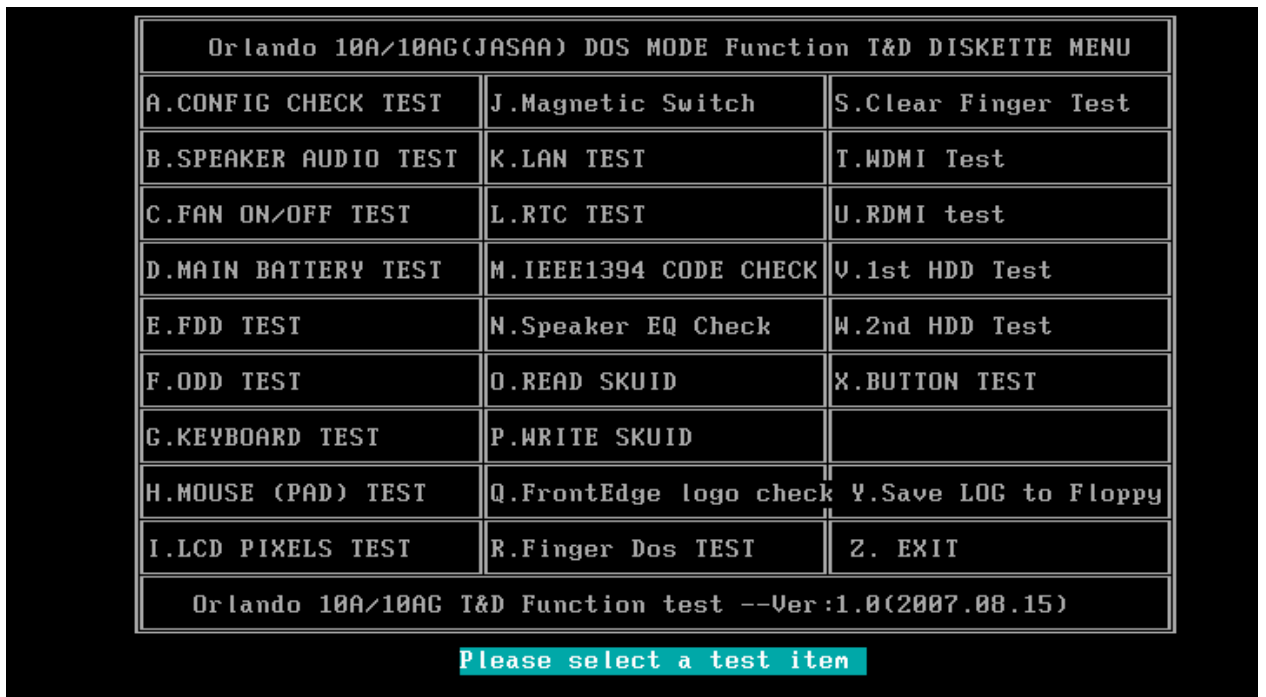 Orlando 10A/10AG(JASAA) DOS MODE Function T&D DISKETTE MENU
A.CONFIG CHECK TEST J.Magnetic Switch S.Clear Finger Test
B.SPEAKER AUDIO TEST K.LAN TEST T.WDMI Test
C.FAN ON/OFF TEST L.RTC TEST U.RDMI test
D.MAIN BATTERY TEST M.IEEE1394 CODE CHECK V.1st HDD Test
E.FDD TEST N.Speaker EQ Check W.2nd HDD Test
F.ODD TEST O.READ SKUID X.BUTTON TEST
G.KEYBOARD TEST P.WRITE SKUID
H.MOUSE (PAD) TEST Q.FrontEdge logo check Y.Save LOG to Floppy
I.LCD PIXELS TEST R.Finger Dos TEST Z. EXIT
Orlando 10A/10AG T&D Function test --Ver:1.0(2007.08.15)
Please select a test item